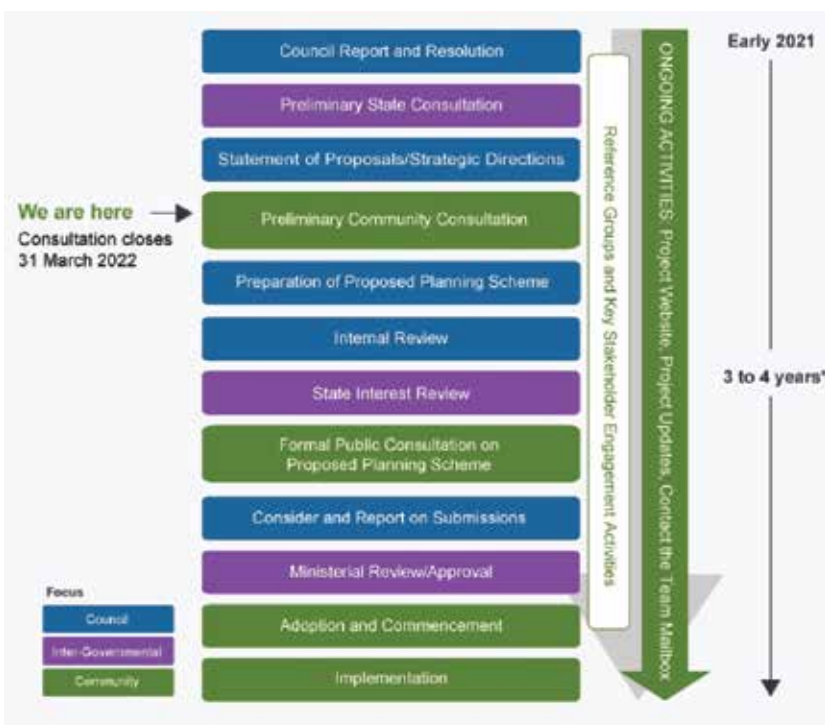 Council Report and Resolution
Preliminary State Consultation
Statement of Proposals/Strategic Directions
Preliminary Community Consultation
Preparation of Proposed Planning Scheme
Internal Review
State Interest Review
Formal Public Consultation on
Proposed Planning Scheme
Consider and Report on Submissions
Ministerial Review/Approval
Adoption and Commencement
Implementation
We are here
Consultation closes
31 March 2022
Focus
Council
Inter-Governmental
Community
Reference Groups and Key Stakeholder Engagement Activities
ONGOING ACTIVITIES: Project Website, Project Updates, Contact the Team Mailbox
Early 2021
3 to 4 years*